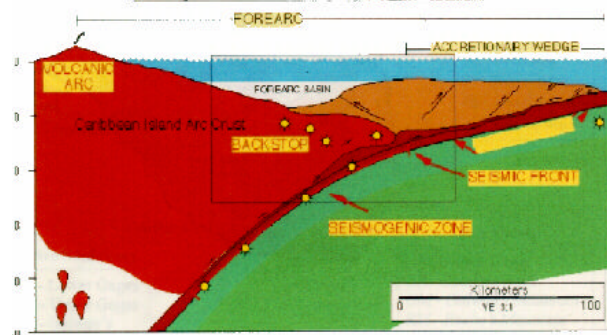 FOREARC
ACCRETIONARY WEDGE
VOLCANIC
ARC
FOREARC BASIN
Caribbean Island Arc Crust
BACKSTOP
SEISMIC FRONT
SEISMOGENIC ZONE
Kilometers
0 VE 3:1 100